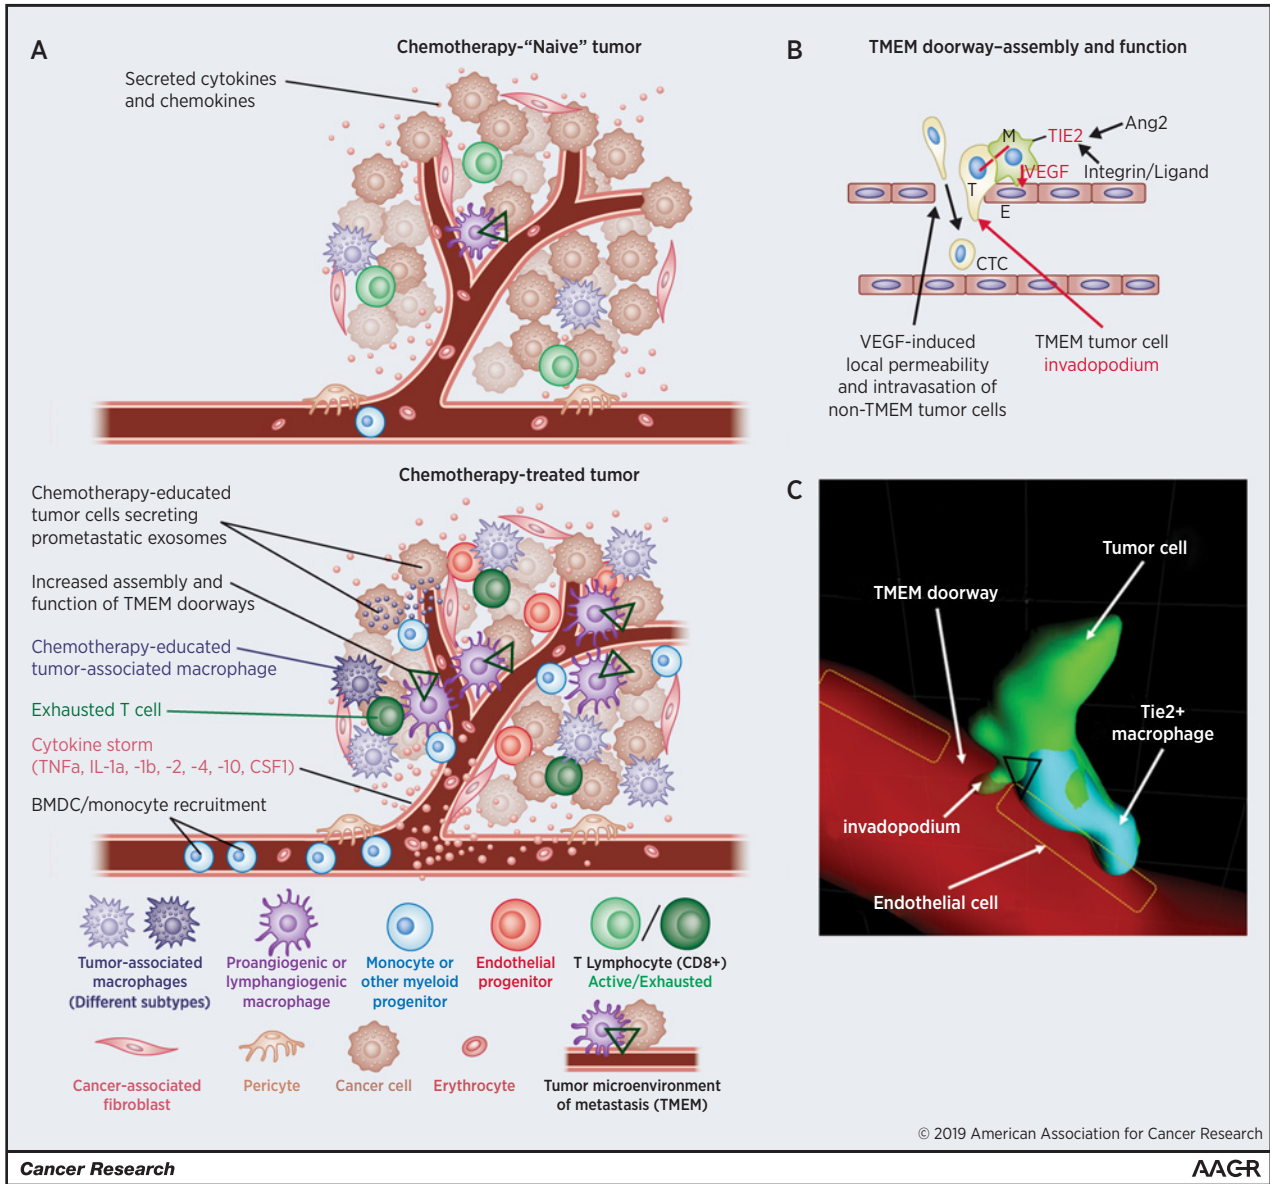 A
Chemotherapy-“Naive” tumor
Secreted cytokines
and chemokines
Chemotherapy-treated tumor
Chemotherapy-educated
tumor cells secreting
prometastatic exosomes
Increased assembly and
function of TMEM doorways
Chemotherapy-educated
tumor-associated macrophage
Exhausted T cell
Cytokine storm
(TNFa, IL-1a, -1b, -2, -4, -10, CSF1)
BMDC/monocyte recruitment
Tumor-associated
macrophages
(Different subtypes)
Proangiogenic or
lymphangiogenic
macrophage
Monocyte or
other myeloid
progenitor
Endothelial
progenitor
T Lymphocyte (CD8+)
Active/Exhausted
Cancer-associated
fibroblast
Pericyte
Cancer cell
Erythrocyte
Tumor microenvironment
of metastasis (TMEM)
B
TMEM doorway–assembly and function
M
TIE2
Ang2
VEGF
Integrin/Ligand
T
E
CTC
VEGF-induced
local permeability
and intravasation of
non-TMEM tumor cells
TMEM tumor cell
invadopodium
C
Tumor cell
TMEM doorway
Tie2+
macrophage
invadopodium
Endothelial cell
© 2019 American Association for Cancer Research
Cancer Research
AACR